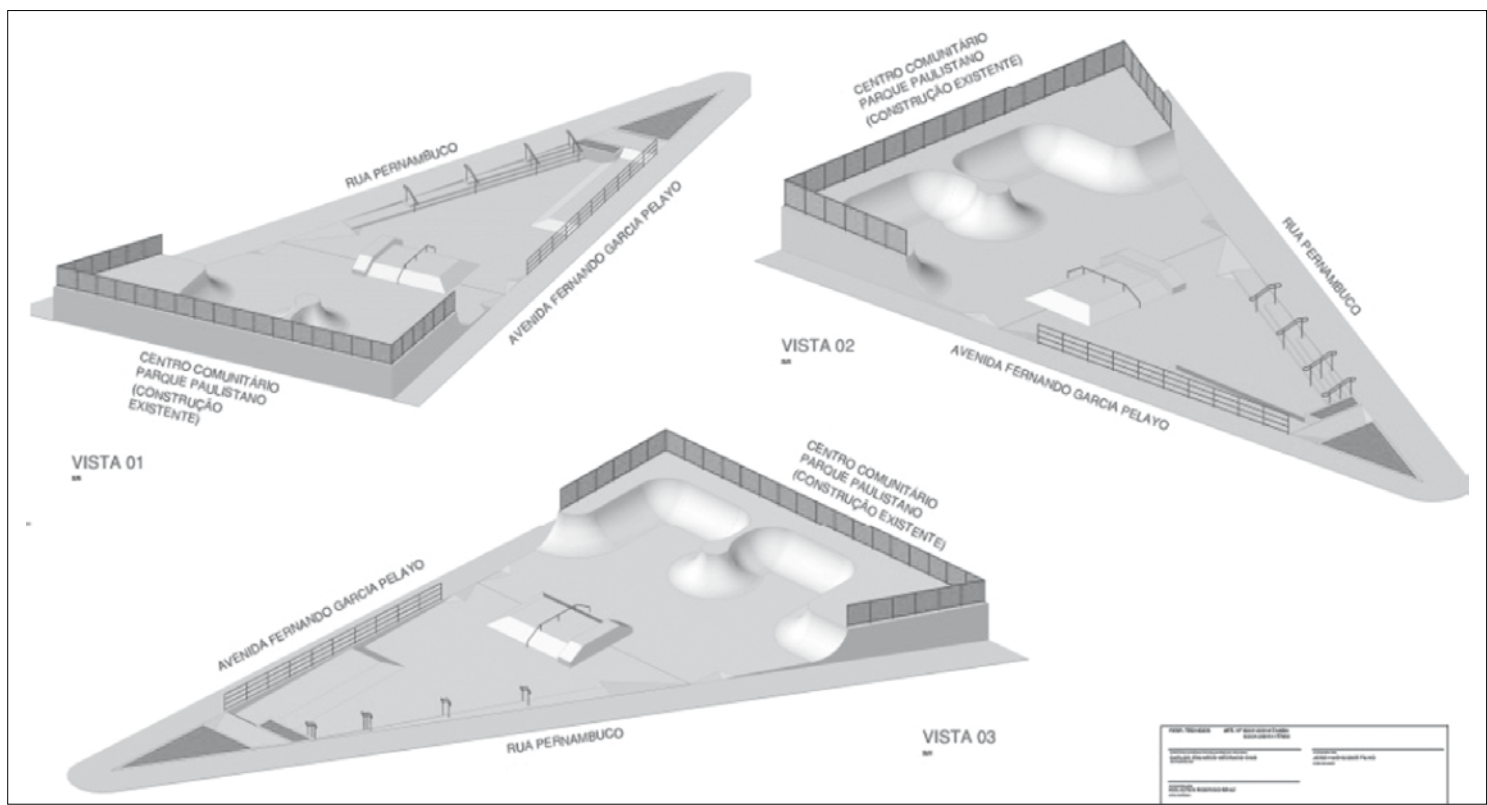 RUA PERNAMBUCO
AVENIDA FERNANDO GARCIA PELAYO
CENTRO COMUNITÁRIO
PARQUE PAULISTANO
(CONSTRUÇÃO
EXISTENTE)
VISTA 01
CENTRO COMUNITÁRIO
PARQUE PAULISTANO
(CONSTRUÇÃO EXISTENTE)
RUA PERNAMBUCO
AVENIDA FERNANDO GARCIA PELAYO
VISTA 02
CENTRO COMUNITÁRIO
PARQUE PAULISTANO
(CONSTRUÇÃO EXISTENTE)
AVENIDA FERNANDO GARCIA PELAYO
RUA PERNAMBUCO
VISTA 03